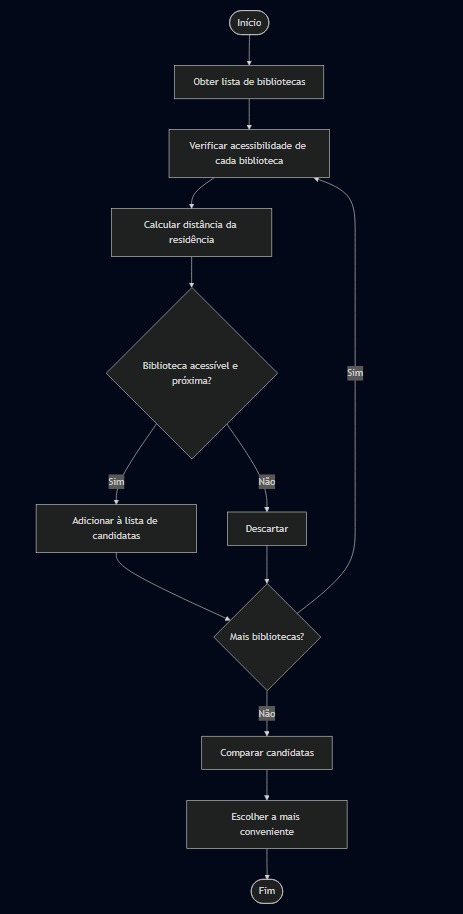 Início
Obter lista de bibliotecas
Verificar acessibilidade de
cada biblioteca
Calcular distância da
residência
Biblioteca acessível e
próxima?
Sim
Sim
Não
Adicionar à lista de
candidatas
Descartar
Mais bibliotecas?
Não
Comparar candidatas
Escolher a mais
conveniente
Fim